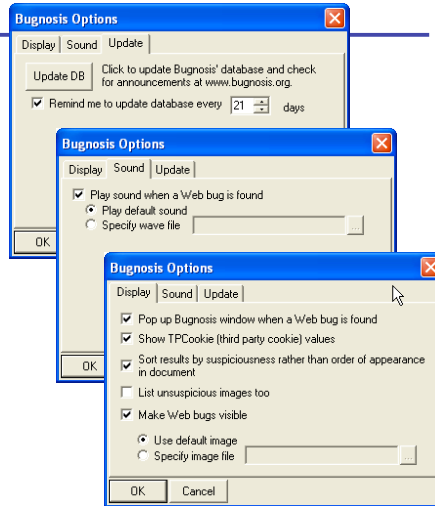 Bugnosis Options
Display Sound Update
Update DB
Click to update Bugnosis' database and check
for announcements at www.bugnosis.org.
Remind me to update database every 21 days
OK
Bugnosis Options
Display Sound Update
Play sound when a Web bug is found
Play default sound
Specify wave file ...
OK
Bugnosis Options
Display Sound Update
Pop up Bugnosis window when a Web bug is found
Show TPCookie (third party cookie) values
Sort results by suspiciousness rather than order of appearance
in document
List unsuspicious images too
Make Web bugs visible
Use default image
Specify image file ...
OK Cancel